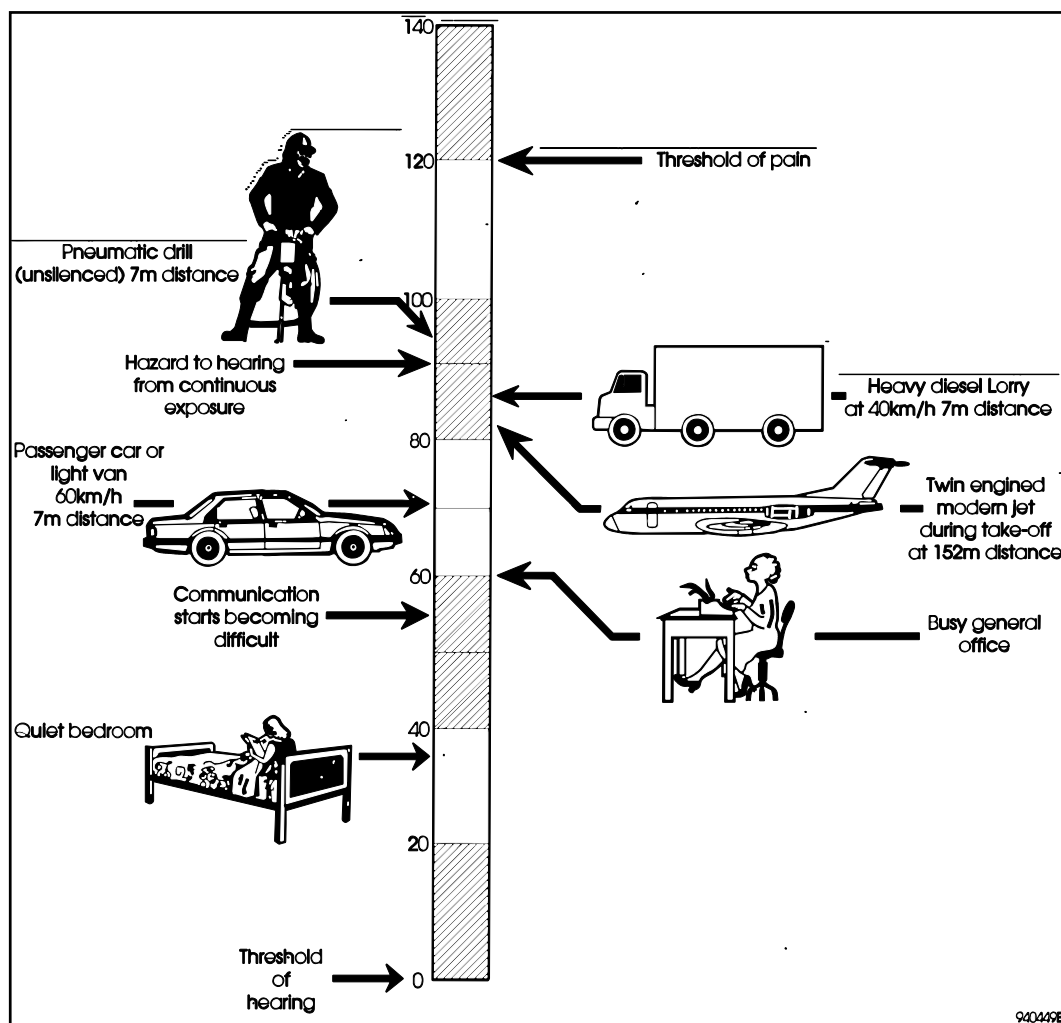 140
120
Threshold of pain
Pneumatic drill
(unsilenced) 7m distance
100
Hazard to hearing
from continuous
exposure
Heavy diesel Lorry
at 40km/h 7m distance
80
Passenger car or
light van
60km/h
7m distance
Twin engined
modern jet
during take-off
at 152m distance
60
Communication
starts becoming
difficult
Busy general
office
Quiet bedroom
40
20
Threshold
of
hearing
0